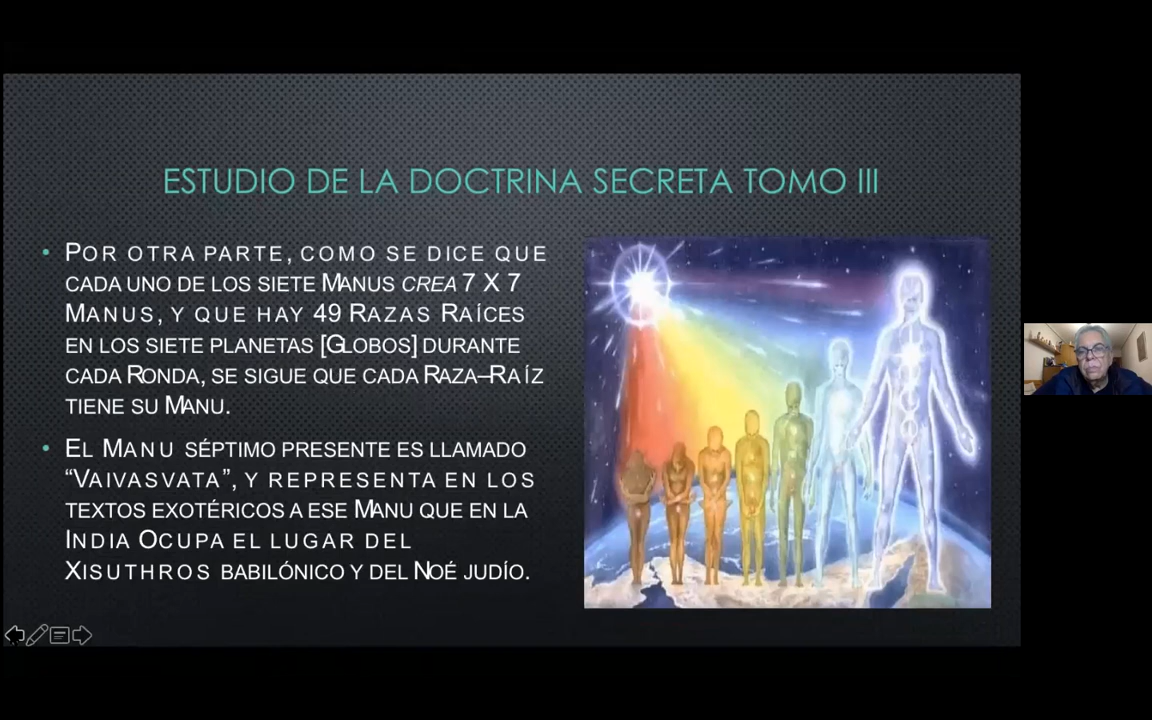 ESTUDIO DE LA DOCTRINA SECRETA TOMO III
• POR OTRA PARTE, COMO SE DICE QUE
CADA UNO DE LOS SIETE MANUS CREA 7 X 7
MANUS, Y QUE HAY 49 RAZAS RAÍCES
EN LOS SIETE PLANETAS [GLOBOS] DURANTE
CADA RONDA, SE SIGUE QUE CADA RAZA–RAÍZ
TIENE SU MANU.
• EL MANU SÉPTIMO PRESENTE ES LLAMADO
“VAIVASVATA”, Y REPRESENTA EN LOS
TEXTOS EXOTÉRICOS A ESE MANU QUE EN LA
INDIA OCUPA EL LUGAR DEL
XISUTHROS BABILÓNICO Y DEL NOÉ JUDÍO.